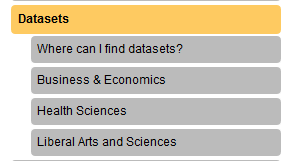 Datasets
Where can I find datasets?
Business & Economics
Health Sciences
Liberal Arts and Sciences